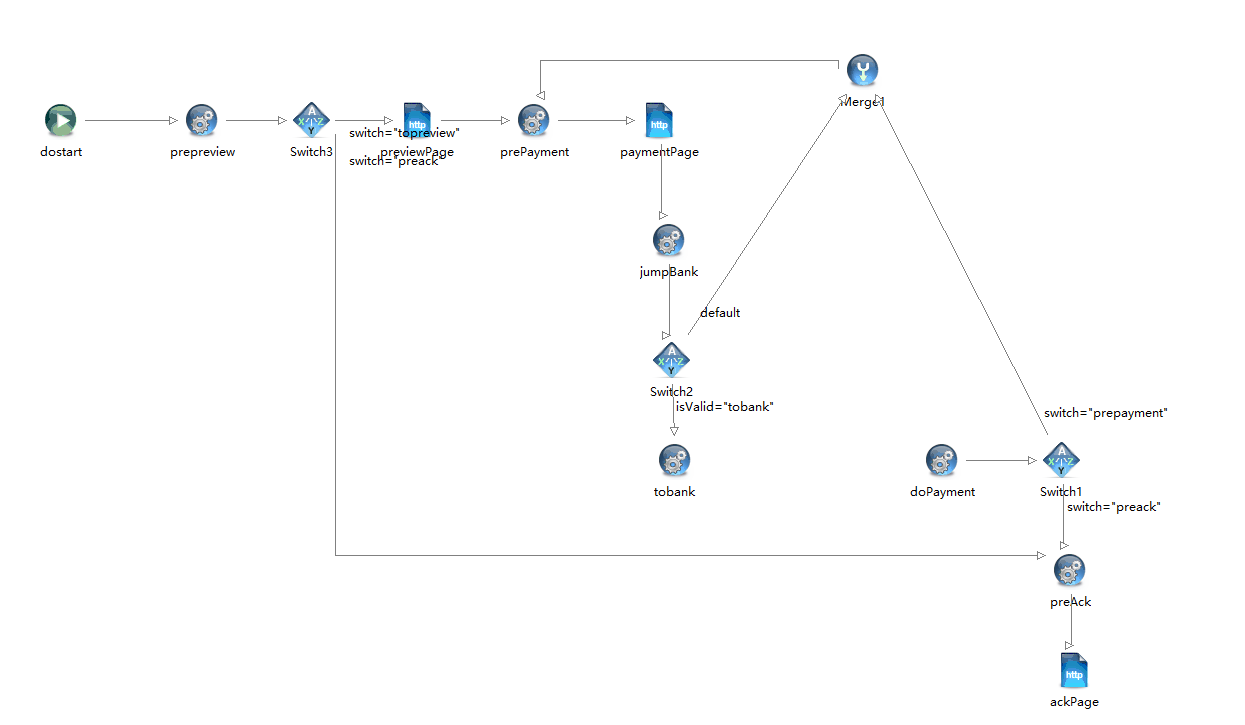 Merge1
dostart
prepreview
Switch3
switch="topreview"
previewPage
switch="preack"
prePayment
paymentPage
http
http
jumpBank
default
Switch2
isValid="tobank"
tobank
switch="prepayment"
doPayment
Switch1
switch="preack"
preAck
http
ackPage
A
X
Z
Y
A
X
Z
Y
A
X
Z
Y